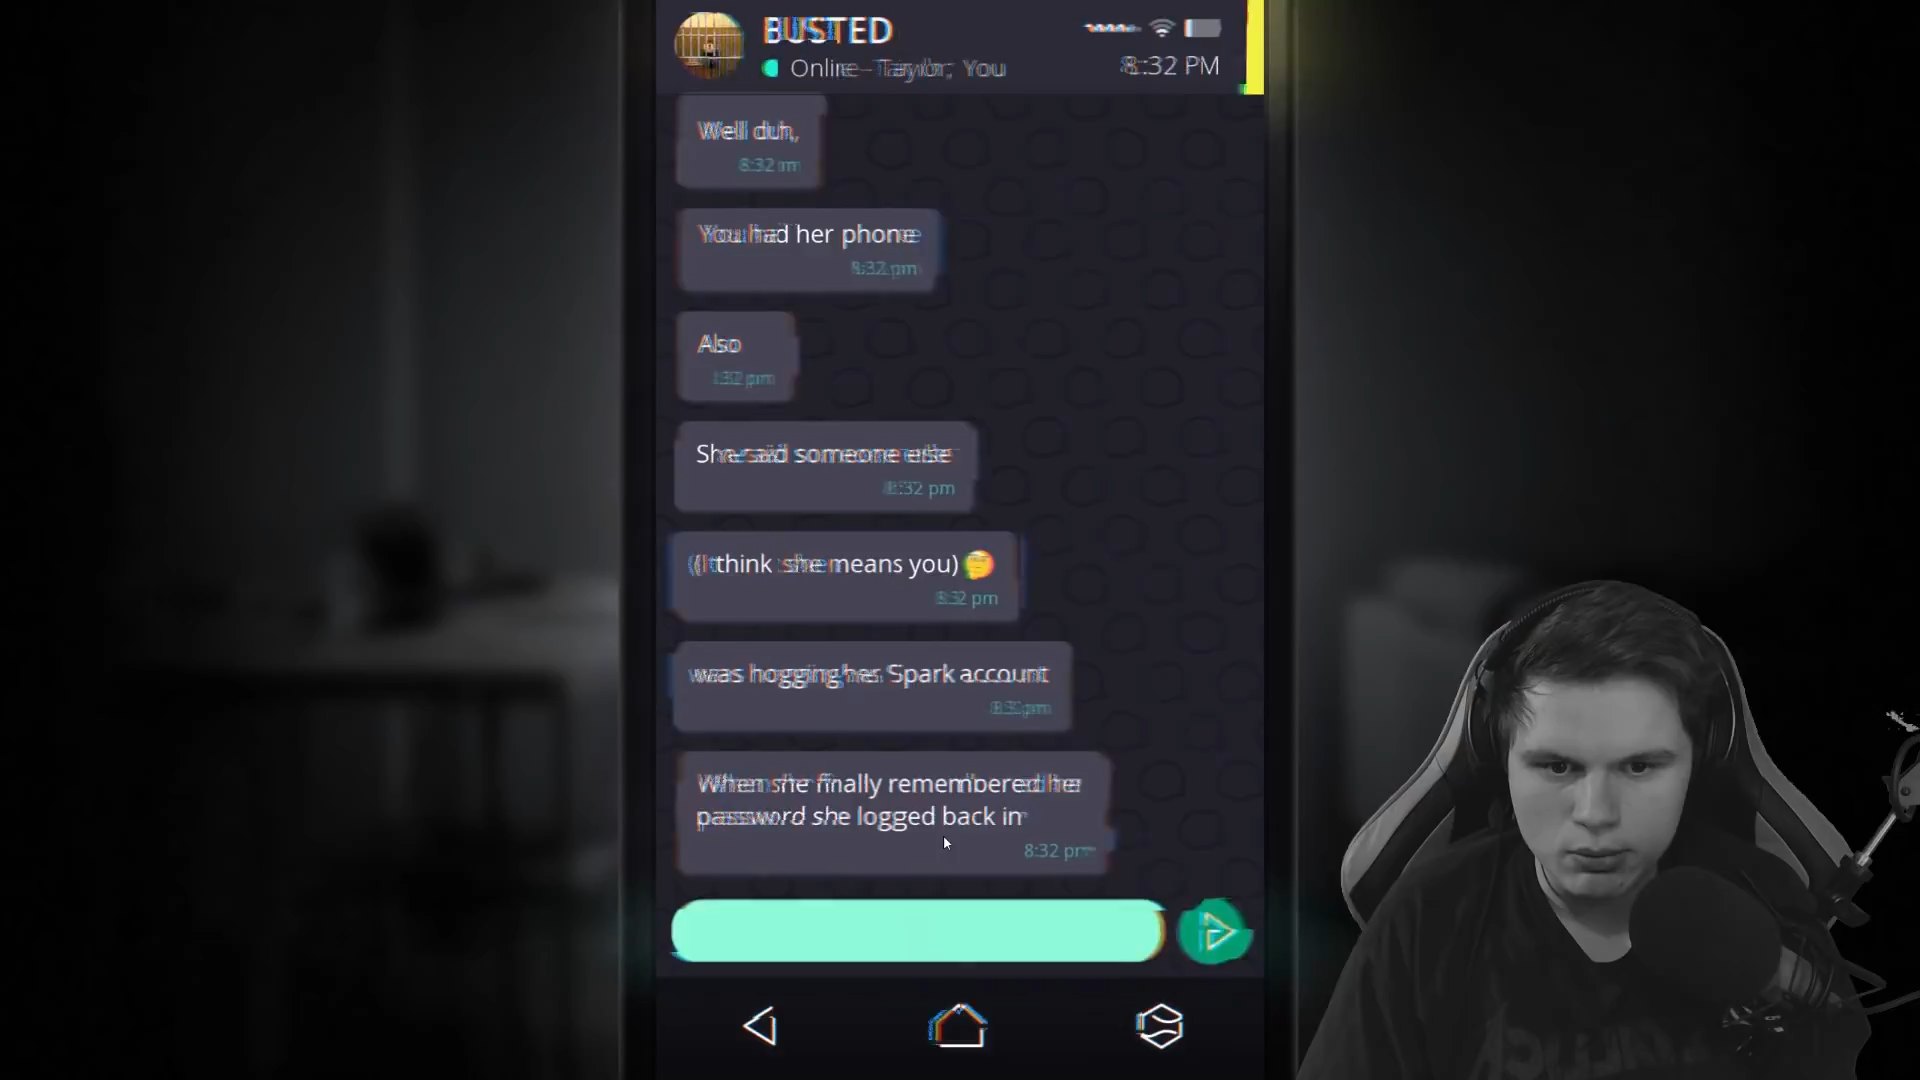 BUSTED
Online - Taylor, You
8:32 PM
Well duh,
8:32 pm
You had her phone
8:32 pm
Also
8:32 pm
She said someone else
8:32 pm
(I think she means you)
8:32 pm
was hogging her Spark account
8:32 pm
When she finally remembered her
password she logged back in
8:32 pm